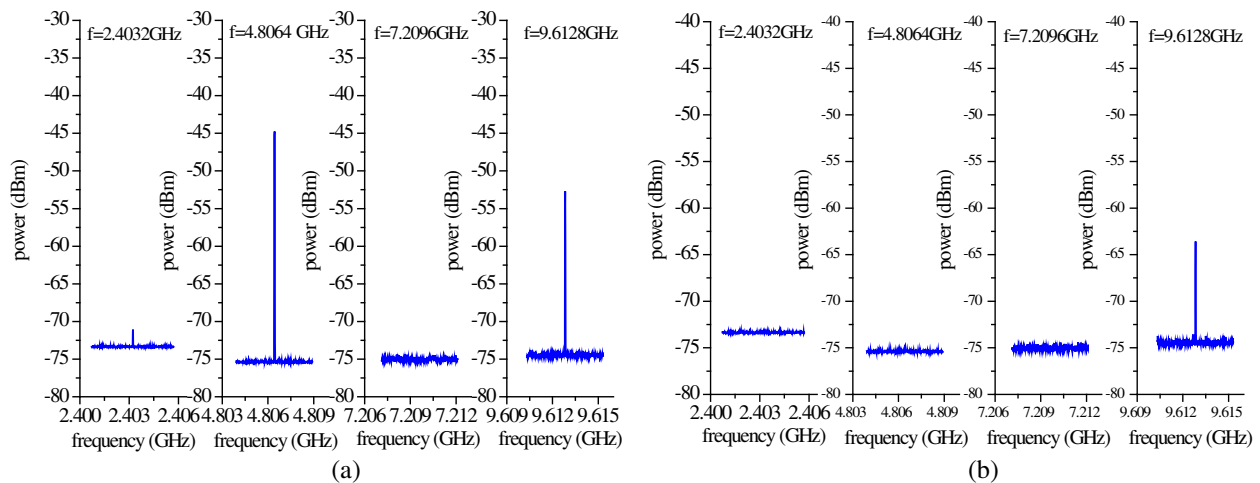 f=2.4032GHz
f=4.8064 GHz
f=7.2096GHz
f=9.6128GHz
-30
-35
-40
-45
-50
-55
-60
-65
-70
-75
-80
power (dBm)
2.400 2.403 2.406
frequency (GHz)
-30
-35
-40
-45
-50
-55
-60
-65
-70
-75
-80
power (dBm)
4.803 4.806 4.809
frequency (GHz)
-30
-35
-40
-45
-50
-55
-60
-65
-70
-75
-80
power (dBm)
7.206 7.209 7.212
frequency (GHz)
-30
-35
-40
-45
-50
-55
-60
-65
-70
-75
-80
power (dBm)
9.609 9.612 9.615
frequency (GHz)
(a)
f=2.4032GHz
f=4.8064GHz
f=7.2096GHz
f=9.6128GHz
-40
-45
-50
-55
-60
-65
-70
-75
-80
power (dBm)
2.400 2.403 2.406
frequency (GHz)
-40
-45
-50
-55
-60
-65
-70
-75
-80
power (dBm)
4.803 4.806 4.809
frequency (GHz)
-40
-45
-50
-55
-60
-65
-70
-75
-80
power (dBm)
7.206 7.209 7.212
frequency (GHz)
-40
-45
-50
-55
-60
-65
-70
-75
-80
power (dBm)
9.609 9.612 9.615
frequency (GHz)
(b)